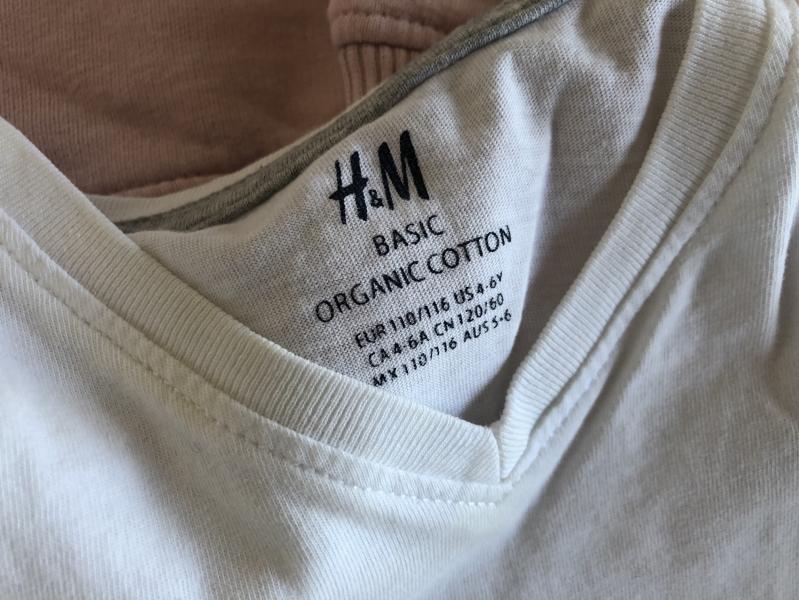 H&M
BASIC
ORGANIC COTTON
EUR 110/116 US 4-6Y
CA 4-6A CN 120/60
MX 110/116 AUS 5-6